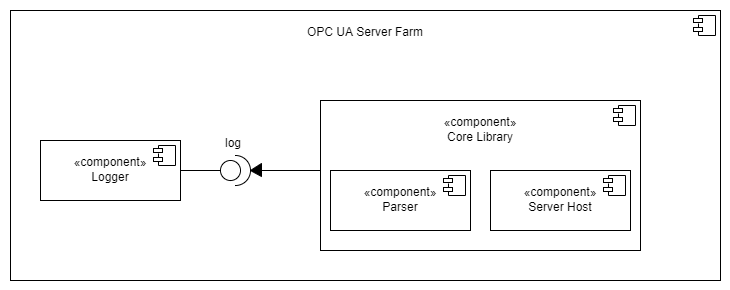 OPC UA Server Farm
log
«component»
Core Library
«component»
Logger
«component»
Parser
«component»
Server Host